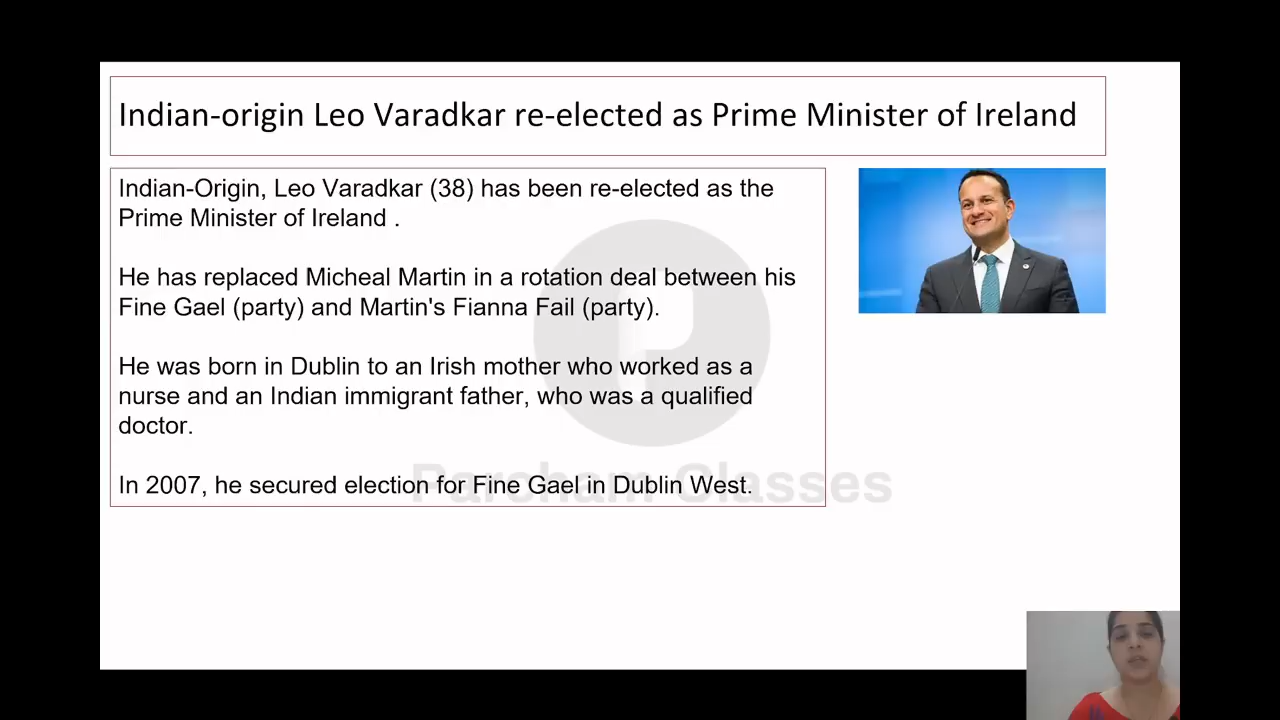 Indian-origin Leo Varadkar re-elected as Prime Minister of Ireland
Indian-Origin, Leo Varadkar (38) has been re-elected as the
Prime Minister of Ireland .
He has replaced Micheal Martin in a rotation deal between his
Fine Gael (party) and Martin's Fianna Fail (party).
He was born in Dublin to an Irish mother who worked as a
nurse and an Indian immigrant father, who was a qualified
doctor.
In 2007, he secured election for Fine Gael in Dublin West.
Parcham Classes